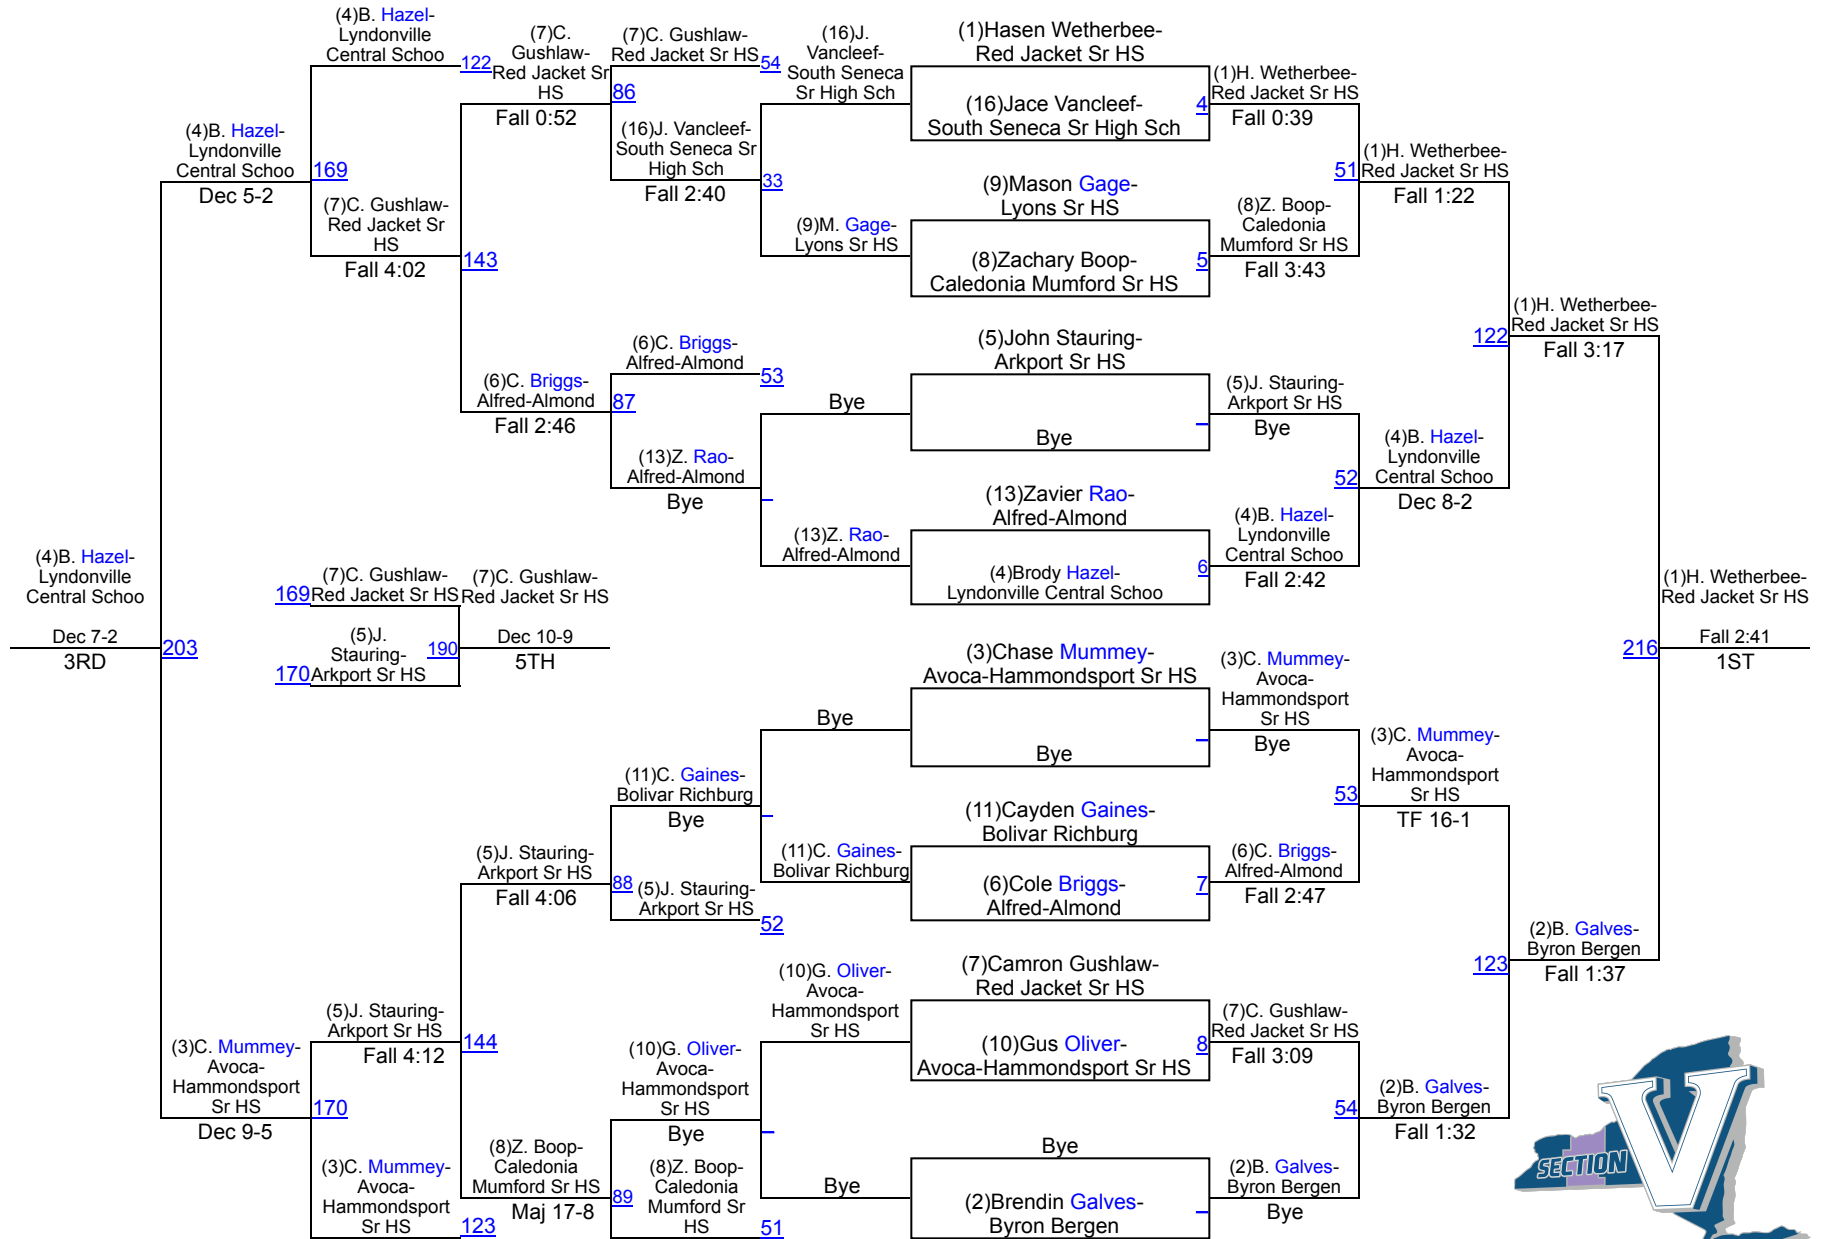 (4)B. Hazel-
Lyndonville
Central Schoo
122
(7)C.
Gushlaw-
Red Jacket Sr
HS
Fall 0:52
(7)C. Gushlaw-
Red Jacket Sr HS
54
86
(16)J. Vancleef-
South Seneca Sr
High Sch
Fall 2:40
33
(16)J.
Vancleef-
South Seneca
Sr High Sch
(9)M. Gage-
Lyons Sr HS
(1)Hasen Wetherbee-
Red Jacket Sr HS
(16)Jace Vancleef-
South Seneca Sr High Sch
4
(1)H. Wetherbee-
Red Jacket Sr HS
Fall 0:39
(9)Mason Gage-
Lyons Sr HS
(8)Zachary Boop-
Caledonia Mumford Sr HS
5
(8)Z. Boop-
Caledonia
Mumford Sr HS
Fall 3:43
51
(1)H. Wetherbee-
Red Jacket Sr HS
Fall 1:22
(4)B. Hazel-
Lyndonville
Central Schoo
Dec 5-2
169
(7)C. Gushlaw-
Red Jacket Sr
HS
Fall 4:02
143
(6)C. Briggs-
Alfred-Almond
Fall 2:46
(6)C. Briggs-
Alfred-Almond
53
87
(13)Z. Rao-
Alfred-Almond
Bye
Bye
(13)Z. Rao-
Alfred-Almond
(5)John Stauring-
Arkport Sr HS
Bye
(5)J. Stauring-
Arkport Sr HS
Bye
(13)Zavier Rao-
Alfred-Almond
(4)Brody Hazel-
Lyndonville Central Schoo
6
(4)B. Hazel-
Lyndonville
Central Schoo
Fall 2:42
52
(4)B. Hazel-
Lyndonville
Central Schoo
Dec 8-2
122
(1)H. Wetherbee-
Red Jacket Sr HS
Fall 3:17
(4)B. Hazel-
Lyndonville
Central Schoo
Dec 7-2
3RD
203
169
(7)C. Gushlaw-
Red Jacket Sr HS
(5)J.
Stauring-
Arkport Sr HS
170
190
(7)C. Gushlaw-
Red Jacket Sr HS
Dec 10-9
5TH
(1)H. Wetherbee-
Red Jacket Sr HS
216
Fall 2:41
1ST
(3)Chase Mummey-
Avoca-Hammondsport Sr HS
Bye
(3)C. Mummey-
Avoca-
Hammondsport
Sr HS
Bye
Bye
(11)C. Gaines-
Bolivar Richburg
Bye
(11)C. Gaines-
Bolivar Richburg
(11)Cayden Gaines-
Bolivar Richburg
(6)Cole Briggs-
Alfred-Almond
7
(6)C. Briggs-
Alfred-Almond
Fall 2:47
53
(3)C. Mummey-
Avoca-
Hammondsport
Sr HS
TF 16-1
(5)J. Stauring-
Arkport Sr HS
Fall 4:06
88
(5)J. Stauring-
Arkport Sr HS
52
123
(2)B. Galves-
Byron Bergen
Fall 1:37
(3)C. Mummey-
Avoca-
Hammondsport
Sr HS
Dec 9-5
(5)J. Stauring-
Arkport Sr HS
Fall 4:12
144
170
(3)C. Mummey-
Avoca-
Hammondsport
Sr HS
123
(8)Z. Boop-
Caledonia
Mumford Sr HS
Maj 17-8
(10)G. Oliver-
Avoca-
Hammondsport
Sr HS
Bye
89
(8)Z. Boop-
Caledonia
Mumford Sr
HS
51
(10)G. Oliver-
Avoca-
Hammondsport
Sr HS
Bye
(7)Camron Gushlaw-
Red Jacket Sr HS
(10)Gus Oliver-
Avoca-Hammondsport Sr HS
8
(7)C. Gushlaw-
Red Jacket Sr HS
Fall 3:09
Bye
(2)Brendin Galves-
Byron Bergen
(2)B. Galves-
Byron Bergen
Bye
54
(2)B. Galves-
Byron Bergen
Fall 1:32
SECTION V